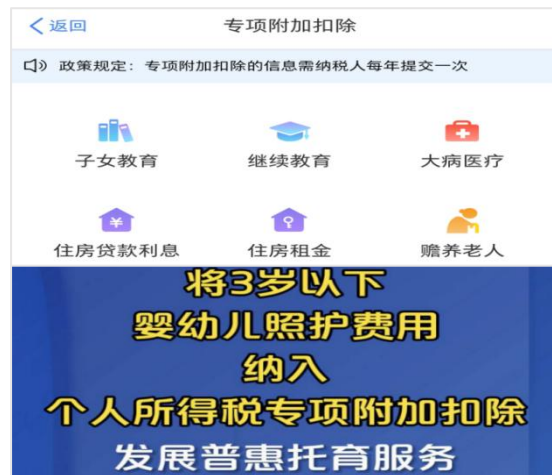 返回
专项附加扣除
政策规定：专项附加扣除的信息需纳税人每年提交一次
子女教育 继续教育 大病医疗
住房贷款利息 住房租金 赡养老人
将3岁以下
婴幼儿照护费用
纳入
个人所得税专项附加扣除
发展普惠托育服务